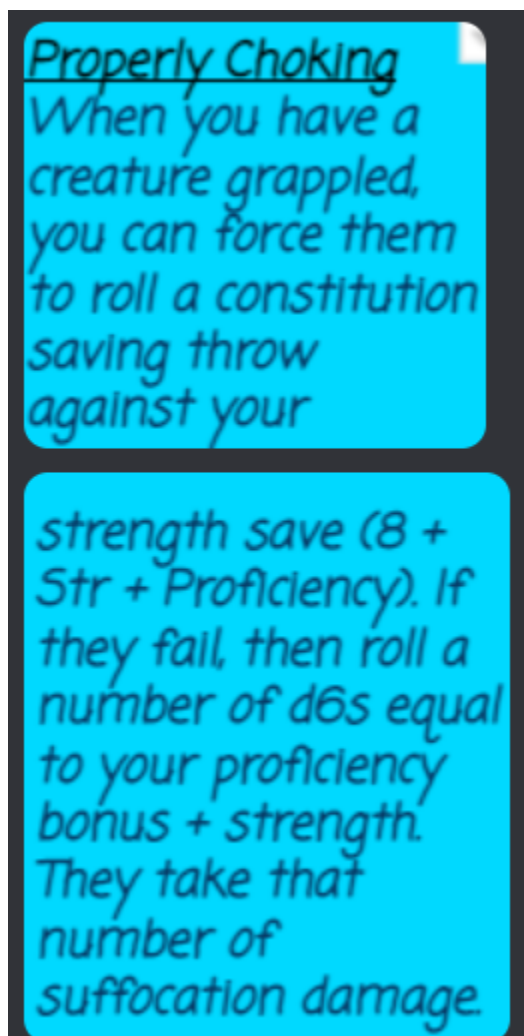 Properly Choking
When you have a
creature grappled,
you can force them
to roll a constitution
saving throw
against your
strength save (8 +
Str + Proficiency). If
they fail, then roll a
number of d6s equal
to your proficiency
bonus + strength.
They take that
number of
suffocation damage.